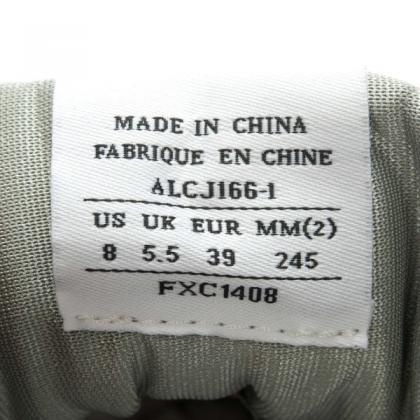 MADE IN CHINA
FABRIQUE EN CHINE
ALCJ166-1
US UK EUR MM(2)
8 5.5 39 245
FXC1408